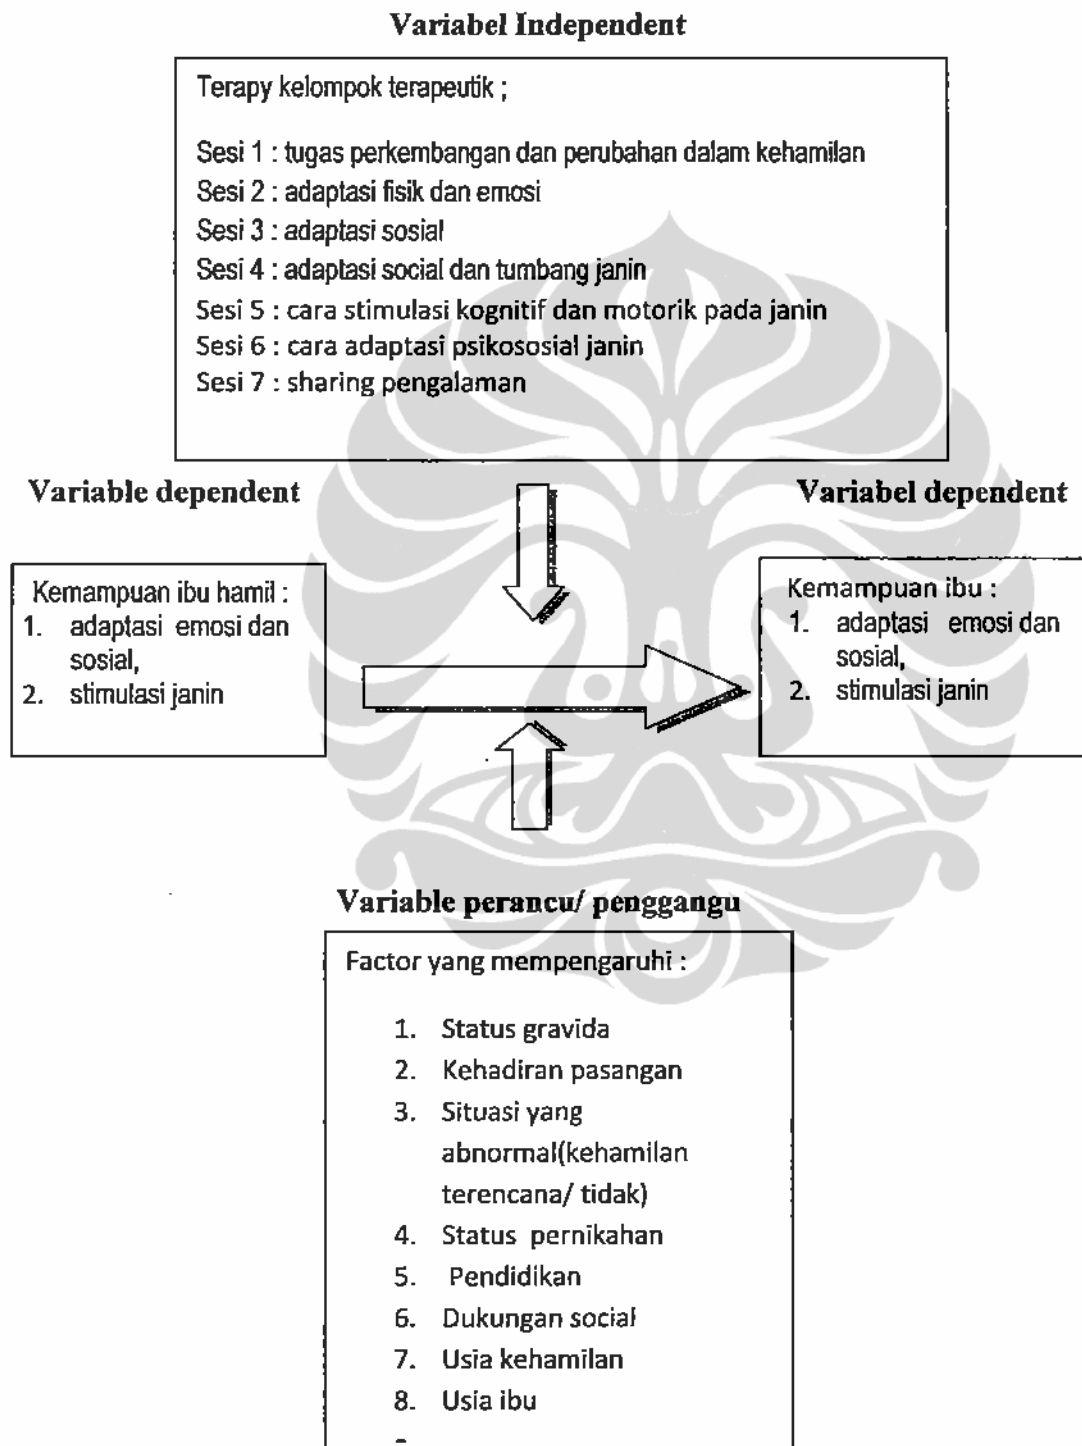 Variabel Independent
Terapy kelompok terapeutik ;
Sesi 1 : tugas perkembangan dan perubahan dalam kehamilan
Sesi 2 : adaptasi fisik dan emosi
Sesi 3 : adaptasi sosial
Sesi 4 : adaptasi social dan tumbang janin
Sesi 5 : cara stimulasi kognitif dan motorik pada janin
Sesi 6 : cara adaptasi psikososial janin
Sesi 7 : sharing pengalaman
Variable dependent
Kemampuan ibu hamil :
1. adaptasi emosi dan
sosial,
2. stimulasi janin
Variabel dependent
Kemampuan ibu :
1. adaptasi emosi dan
sosial,
2. stimulasi janin
Variable perancu/ penggangu
Factor yang mempengaruhi :
1. Status gravida
2. Kehadiran pasangan
3. Situasi yang
abnormal(kehamilan
terencana/ tidak)
4. Status pernikahan
5. Pendidikan
6. Dukungan social
7. Usia kehamilan
8. Usia ibu